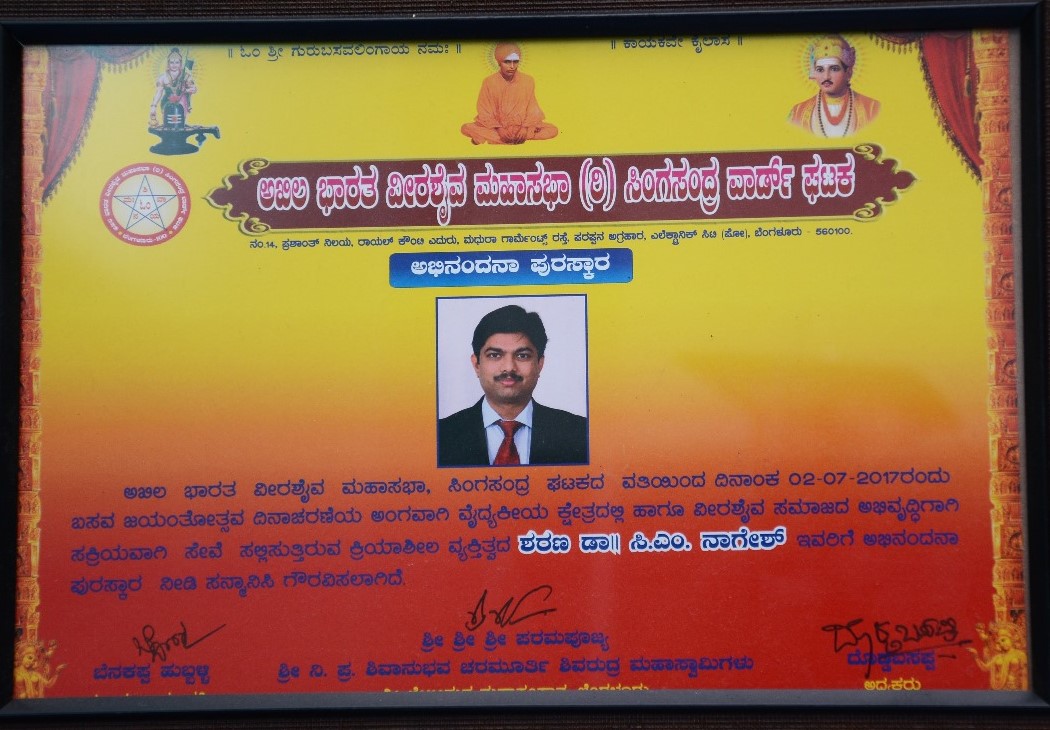 ॥ ಓಂ ಶ್ರೀ ಗುರುಬಸವಲಿಂಗಾಯ ನಮಃ ॥
॥ ಕಾಯಕವೇ ಕೈಲಾಸ ॥
ಅಖಿಲ ಭಾರತ ವೀರಶೈವ ಮಹಾಸಭಾ (ರಿ) ಸಿಂಗಸಂದ್ರ ವಾರ್ಡ್ ಘಟಕ
ನಂ.14, ಪ್ರಶಾಂತ್ ನಿಲಯ, ರಾಯಲ್ ಕೌಂಟಿ ಎದುರು, ಮಧುರಾ ಗಾರ್ಮೆಂಟ್ಸ್ ರಸ್ತೆ, ಪರಪ್ಪನ ಅಗ್ರಹಾರ, ಎಲೆಕ್ಟ್ರಾನಿಕ್ ಸಿಟಿ (ಪೋ), ಬೆಂಗಳೂರು - 560100.
ಅಭಿನಂದನಾ ಪುರಸ್ಕಾರ
ಅಖಿಲ ಭಾರತ ವೀರಶೈವ ಮಹಾಸಭಾ, ಸಿಂಗಸಂದ್ರ ಘಟಕದ ವತಿಯಿಂದ ದಿನಾಂಕ 02-07-2017ರಂದು
ಬಸವ ಜಯಂತೋತ್ಸವ ದಿನಾಚರಣೆಯ ಅಂಗವಾಗಿ ವೈದ್ಯಕೀಯ ಕ್ಷೇತ್ರದಲ್ಲಿ ಹಾಗೂ ವೀರಶೈವ ಸಮಾಜದ ಅಭಿವೃದ್ಧಿಗಾಗಿ
ಸಕ್ರಿಯವಾಗಿ ಸೇವೆ ಸಲ್ಲಿಸುತ್ತಿರುವ ಕ್ರಿಯಾಶೀಲ ವ್ಯಕ್ತಿತ್ವದ ಶರಣ ಡಾ॥ ಸಿ.ಎಂ. ನಾಗೇಶ್ ಇವರಿಗೆ ಅಭಿನಂದನಾ
ಪುರಸ್ಕಾರ ನೀಡಿ ಸನ್ಮಾನಿಸಿ ಗೌರವಿಸಲಾಗಿದೆ.
ಶ್ರೀ ಶ್ರೀ ಶ್ರೀ ಪರಮಪೂಜ್ಯ
ಬೆನಕಪ್ಪ ಹುಬ್ಬಳ್ಳಿ
ಶ್ರೀ ನಿ. ಪ್ರ. ಶಿವಾನುಭವ ಚರಮೂರ್ತಿ ಶಿವರುದ್ರ ಮಹಾಸ್ವಾಮಿಗಳು
ದೊಡ್ಡಬಸಪ್ಪ
ಅಧ್ಯಕ್ಷರು